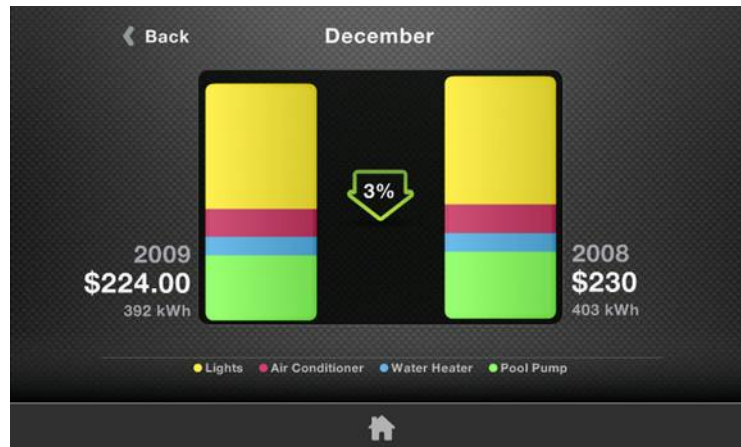 Back
December
3%
2009
$224.00
392 kWh
2008
$230
403 kWh
Lights Air Conditioner Water Heater Pool Pump